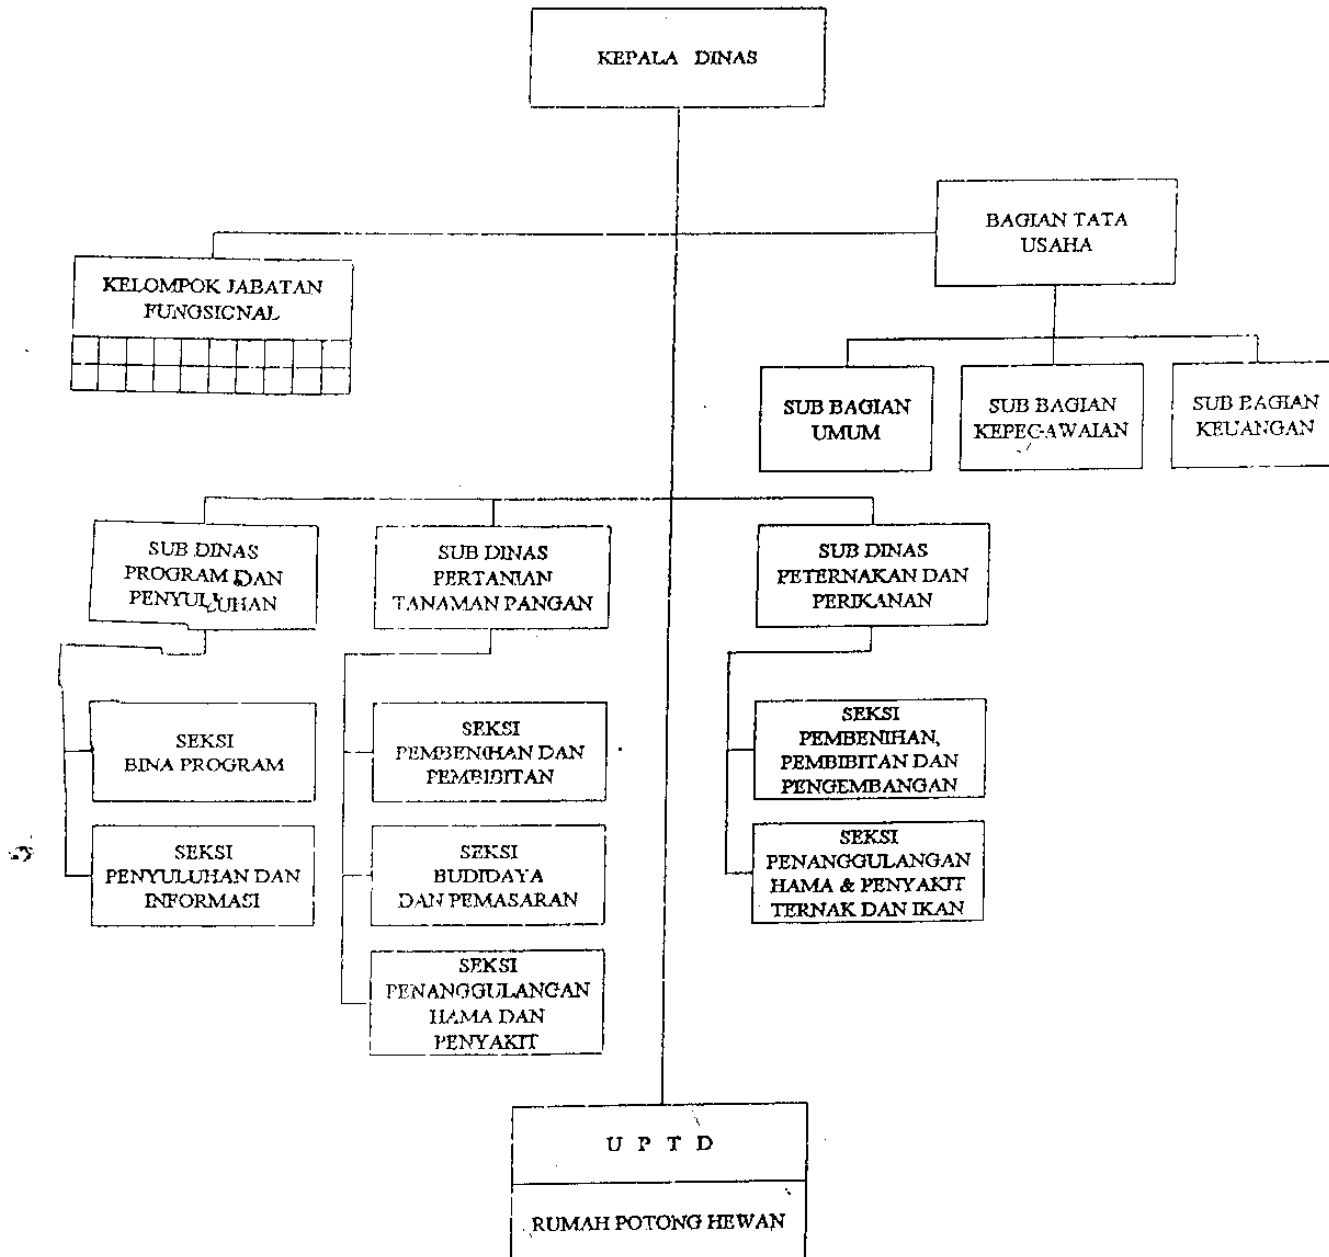 KEPALA DINAS
BAGIAN TATA
USAHA
KELOMPOK JABATAN
FUNGSIONAL
SUB BAGIAN
UMUM
SUB BAGIAN
KEPEGAWAIAN
SUB BAGIAN
KEUANGAN
SUB DINAS
PROGRAM DAN
PENYULUHAN
SUB DINAS
PERTANIAN
TANAMAN PANGAN
SUB DINAS
PETERNAKAN DAN
PERIKANAN
SEKSI
BINA PROGRAM
SEKSI
PEMBENIHAN DAN
PEMBIBITAN
SEKSI
PEMBENIHAN,
PEMBIBITAN DAN
PENGEMBANGAN
SEKSI
PENYULUHAN DAN
INFORMASI
SEKSI
BUDIDAYA
DAN PEMASARAN
SEKSI
PENANGGULANGAN
HAMA & PENYAKIT
TERNAK DAN IKAN
SEKSI
PENANGGULANGAN
HAMA DAN
PENYAKIT
U P T D
RUMAH POTONG HEWAN